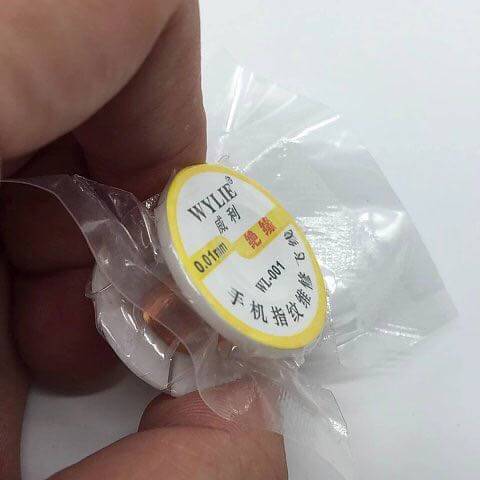 WYLIE®
威利
绝缘
0.01mm
WL-001
手机指纹维修飞线